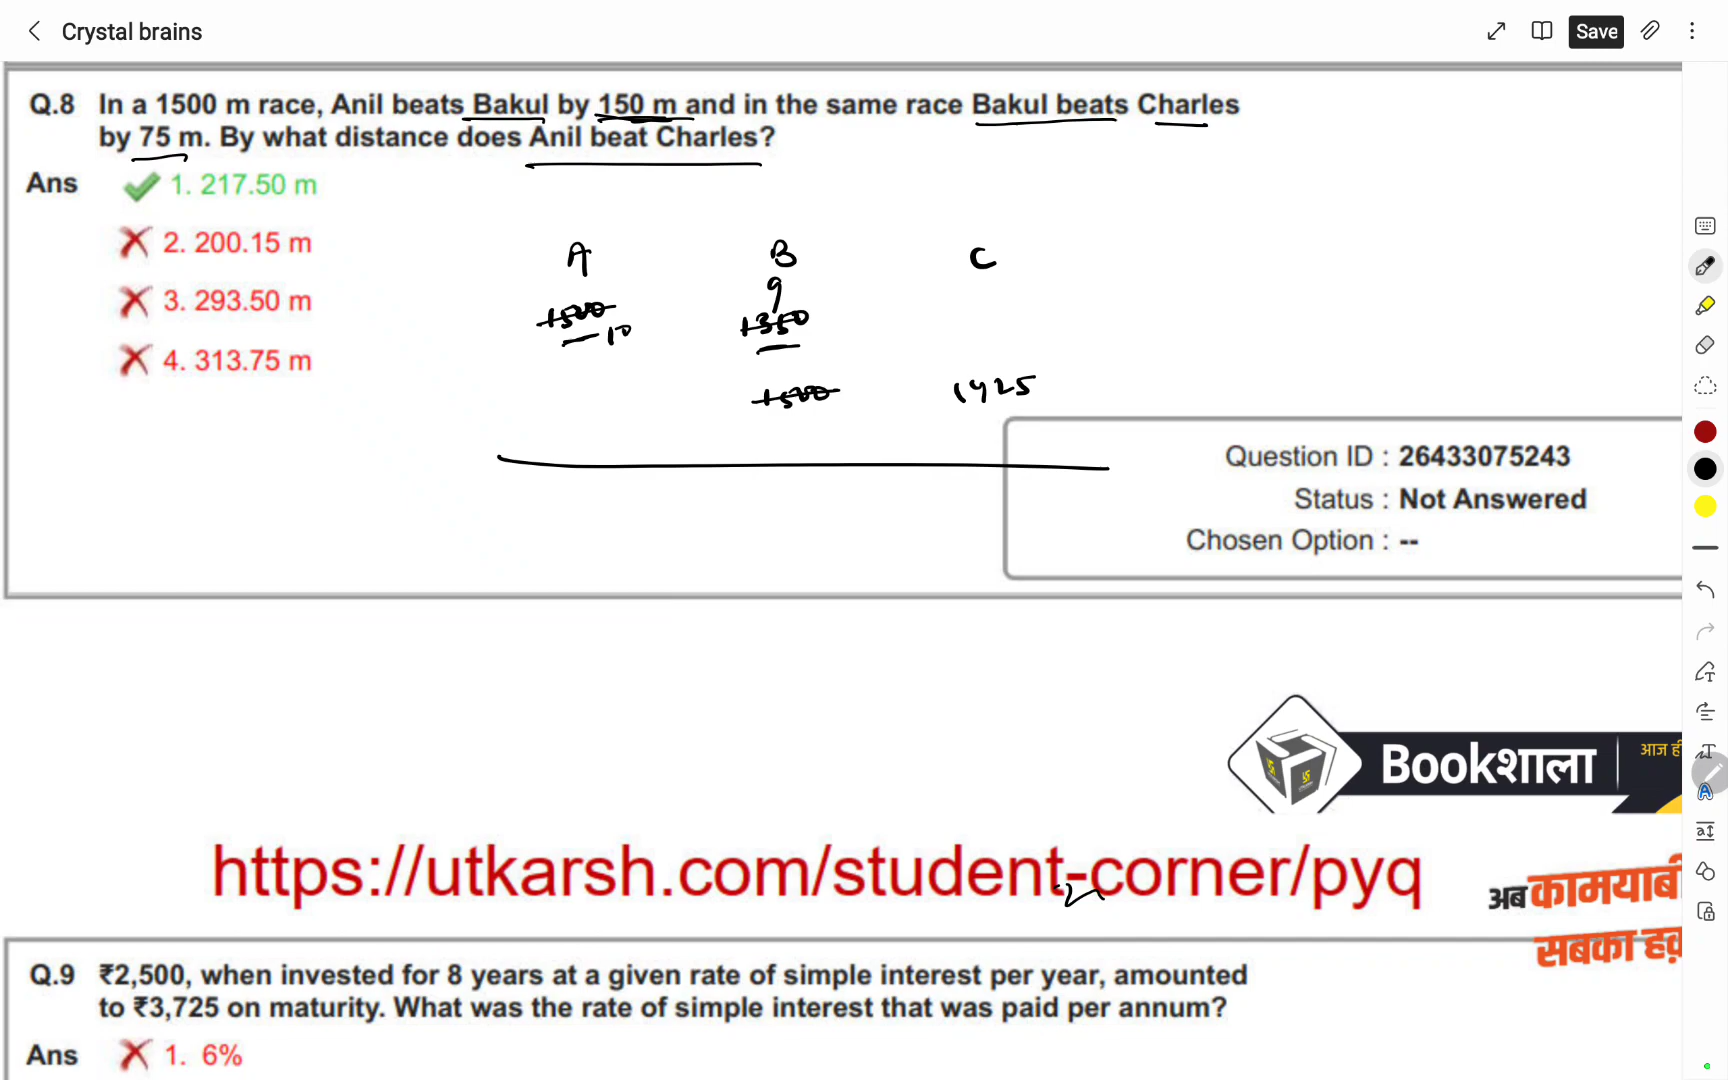 Crystal brains
Save
Q.8 In a 1500 m race, Anil beats Bakul by 150 m and in the same race Bakul beats Charles
by 75 m. By what distance does Anil beat Charles?
Ans 1. 217.50 m
2. 200.15 m
3. 293.50 m
4. 313.75 m
A B C
9
1500 1350
10
1500 1425
Question ID : 26433075243
Status : Not Answered
Chosen Option : --
Bookशाला
आज ही
https://utkarsh.com/student-corner/pyq
अब कामयाबी
सबका हक़
Q.9 ₹2,500, when invested for 8 years at a given rate of simple interest per year, amounted
to ₹3,725 on maturity. What was the rate of simple interest that was paid per annum?
Ans 1. 6%